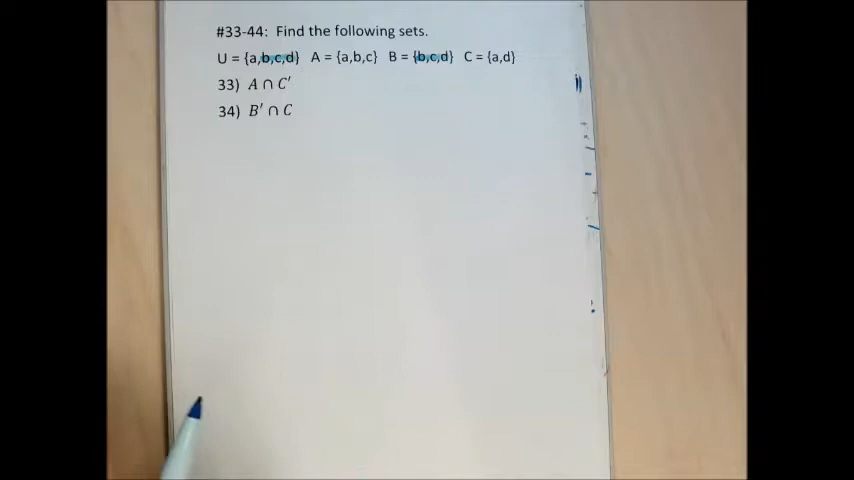 #33-44: Find the following sets.
U = {a,b,c,d} A = {a,b,c} B = {b,c,d} C = {a,d}
33) A ∩ C′
34) B′ ∩ C